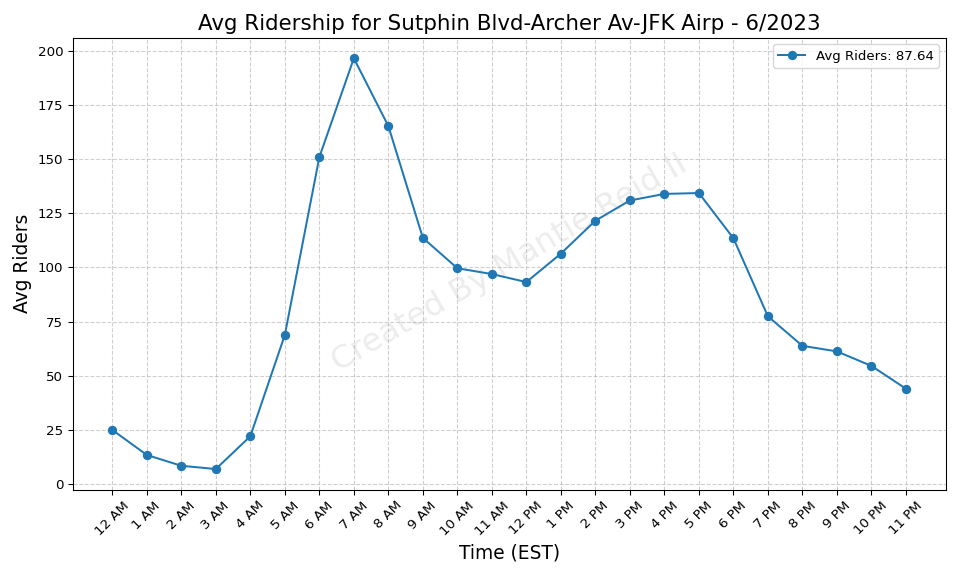 Avg Ridership for Sutphin Blvd-Archer Av-JFK Airp - 6/2023
Avg Riders: 87.64
200
175
150
125
100
75
50
25
0
Avg Riders
Created By Mantle Reid II
12 AM
1 AM
2 AM
3 AM
4 AM
5 AM
6 AM
7 AM
8 AM
9 AM
10 AM
11 AM
12 PM
1 PM
2 PM
3 PM
4 PM
5 PM
6 PM
7 PM
8 PM
9 PM
10 PM
11 PM
Time (EST)